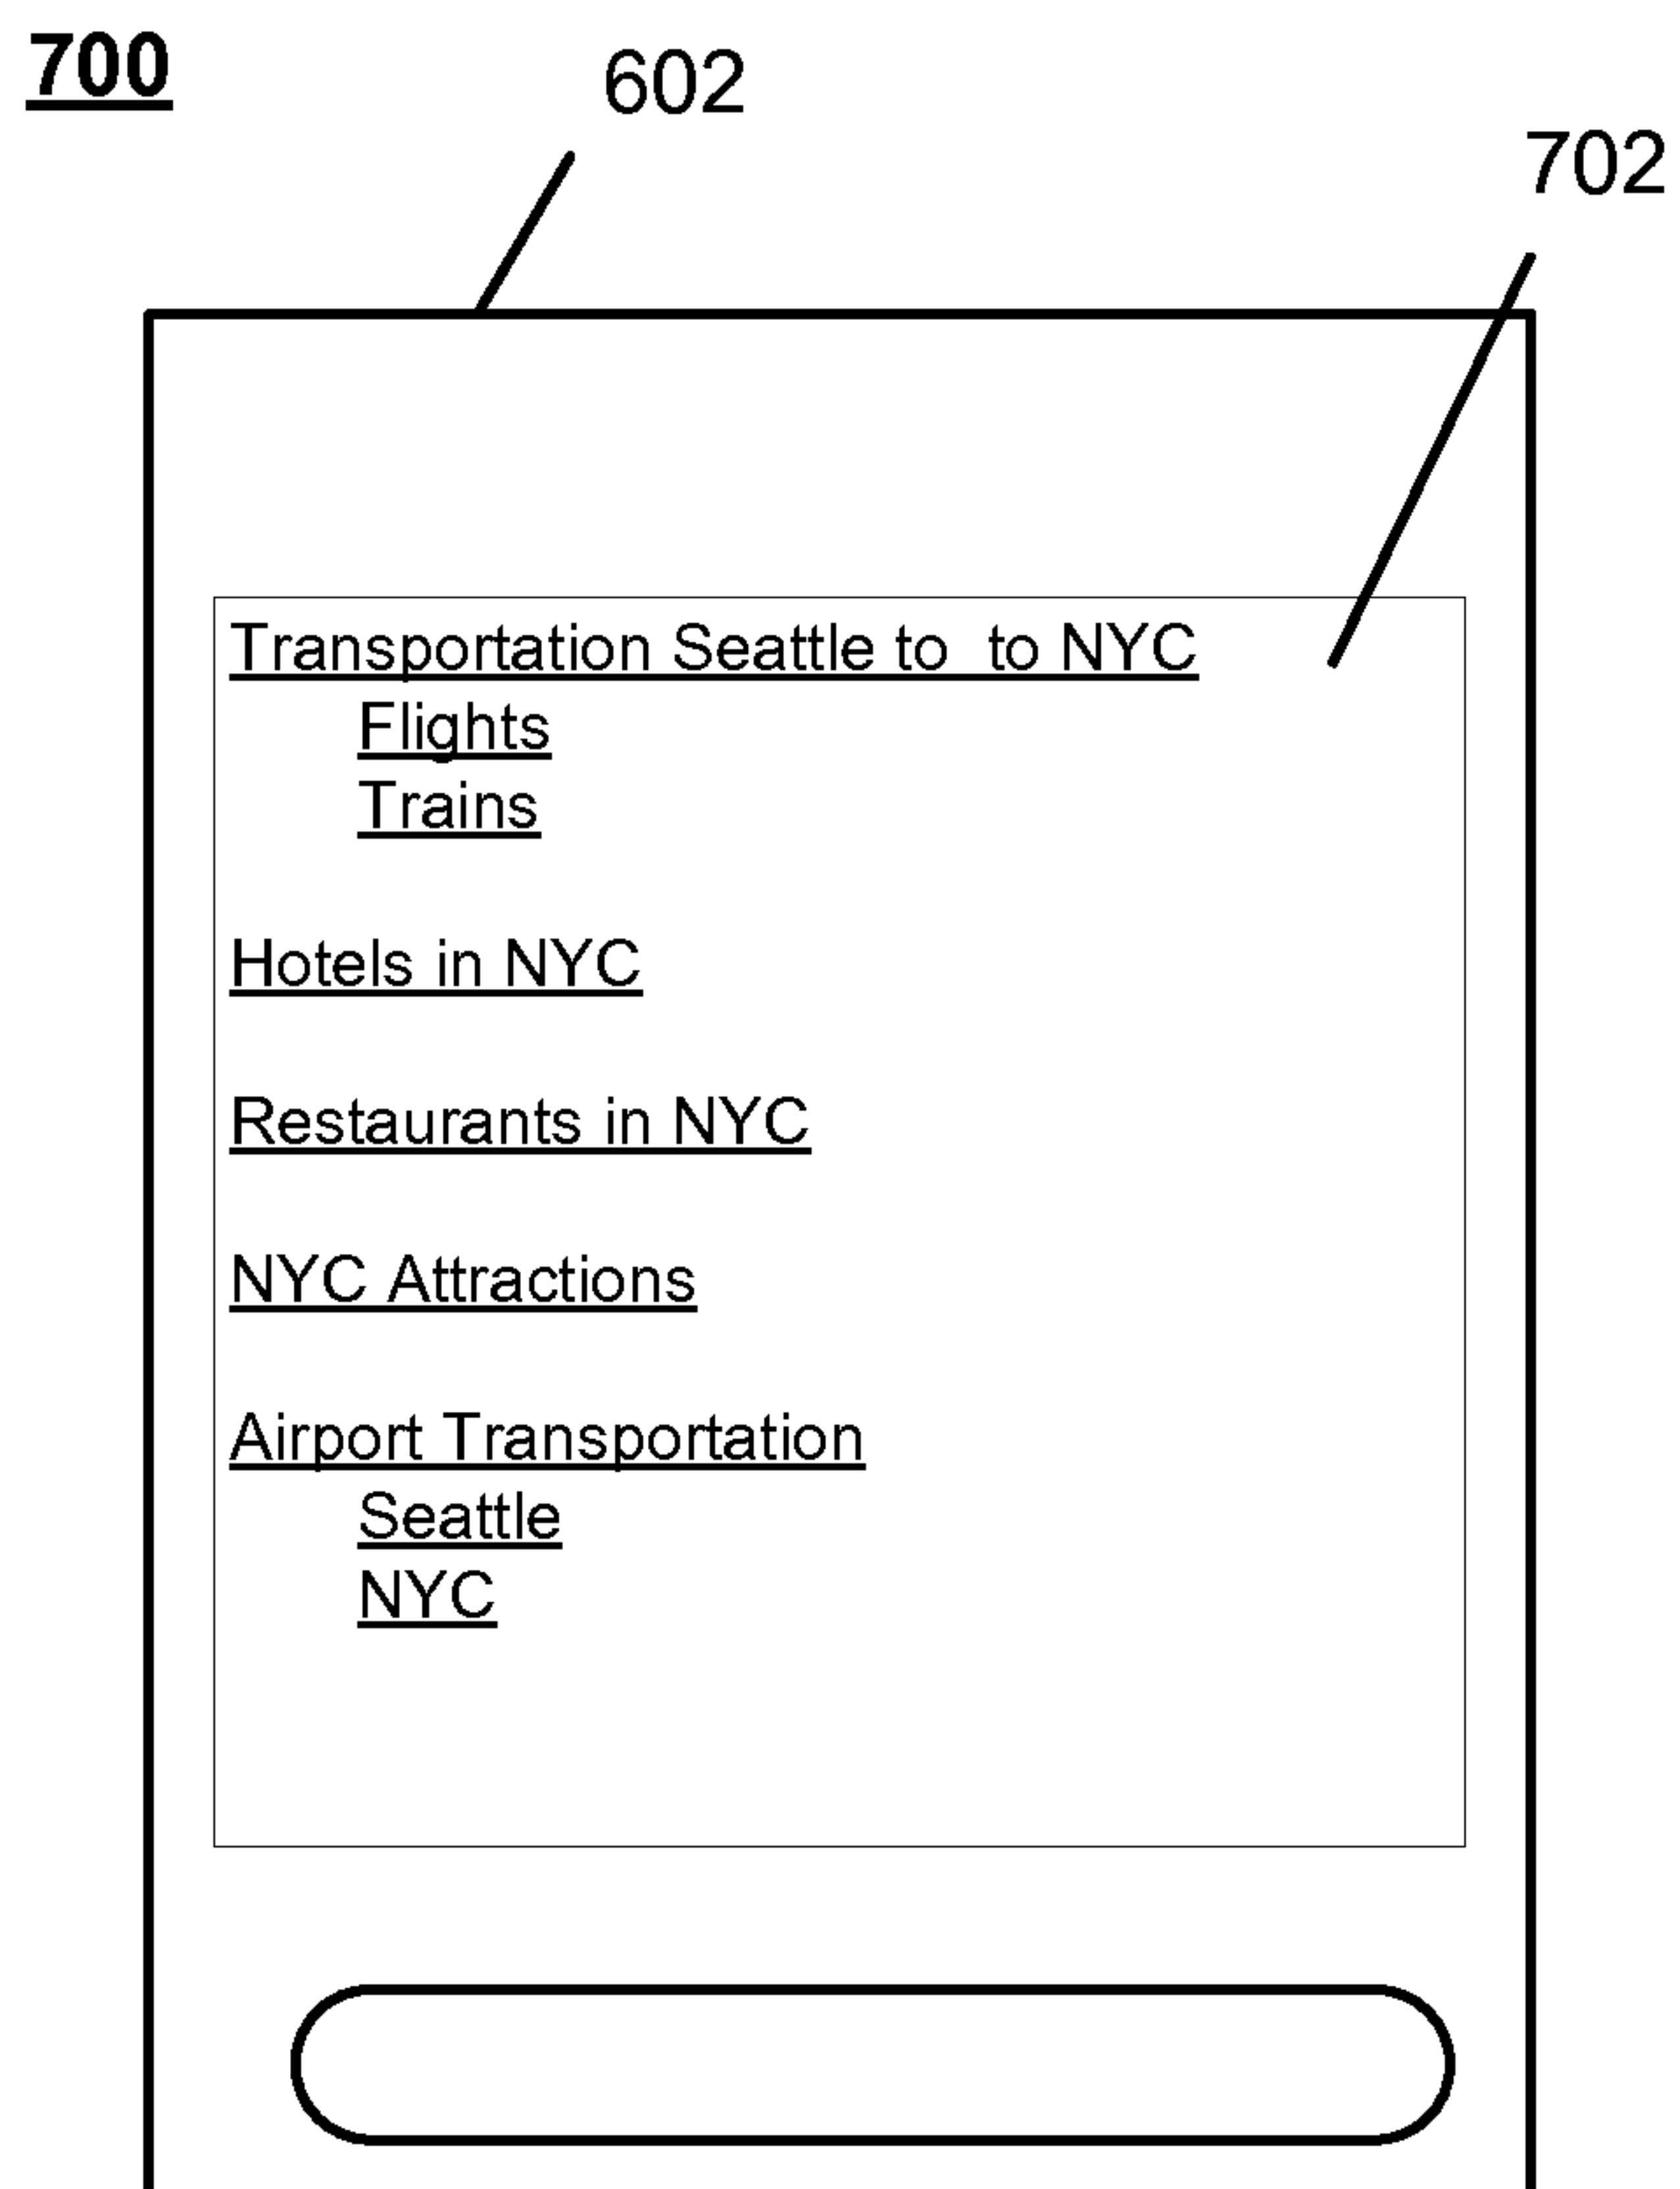 700
602
702
Transportation Seattle to  to NYC
Flights
Trains
Hotels in NYC
Restaurants in NYC
NYC Attractions
Airport Transportation
Seattle
NYC